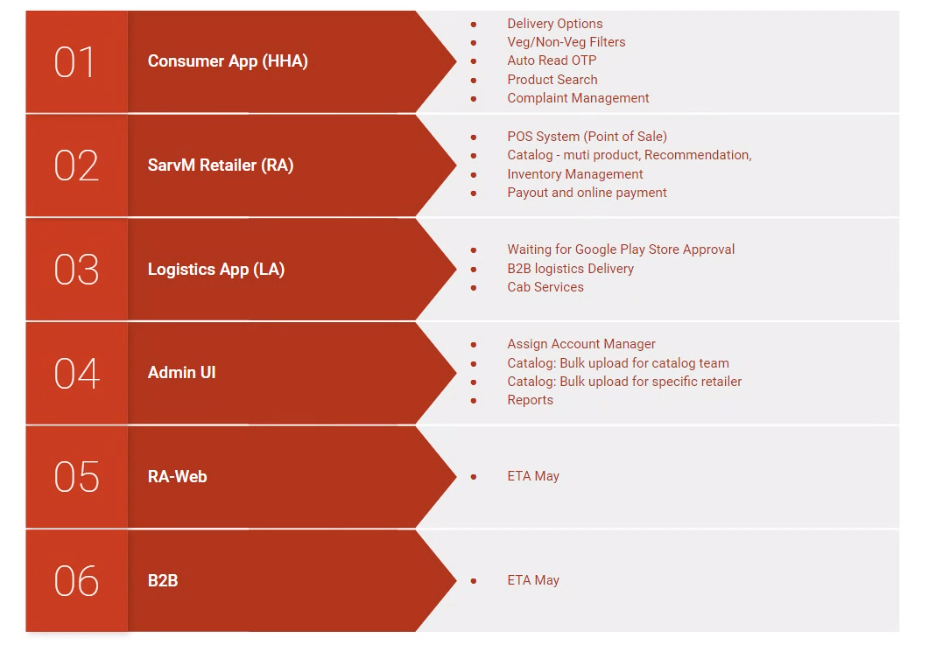 01
Consumer App (HHA)
Delivery Options
Veg/Non-Veg Filters
Auto Read OTP
Product Search
Complaint Management
02
SarvM Retailer (RA)
POS System (Point of Sale)
Catalog - muti product, Recommendation,
Inventory Management
Payout and online payment
03
Logistics App (LA)
Waiting for Google Play Store Approval
B2B logistics Delivery
Cab Services
04
Admin UI
Assign Account Manager
Catalog: Bulk upload for catalog team
Catalog: Bulk upload for specific retailer
Reports
05
RA-Web
ETA May
06
B2B
ETA May